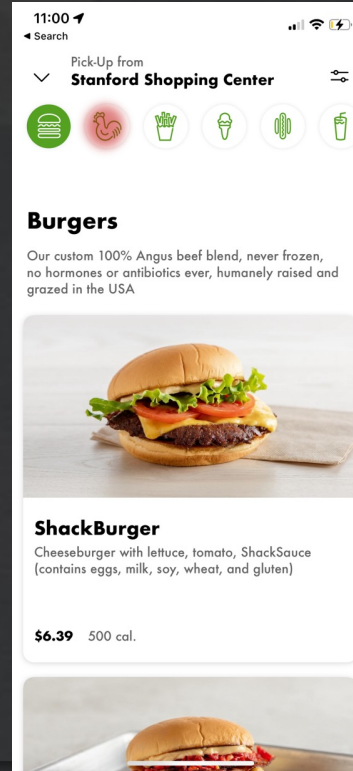 11:00
◀ Search
Pick-Up from
Stanford Shopping Center
Burgers
Our custom 100% Angus beef blend, never frozen,
no hormones or antibiotics ever, humanely raised and
grazed in the USA
ShackBurger
Cheeseburger with lettuce, tomato, ShackSauce
(contains eggs, milk, soy, wheat, and gluten)
$6.39 500 cal.